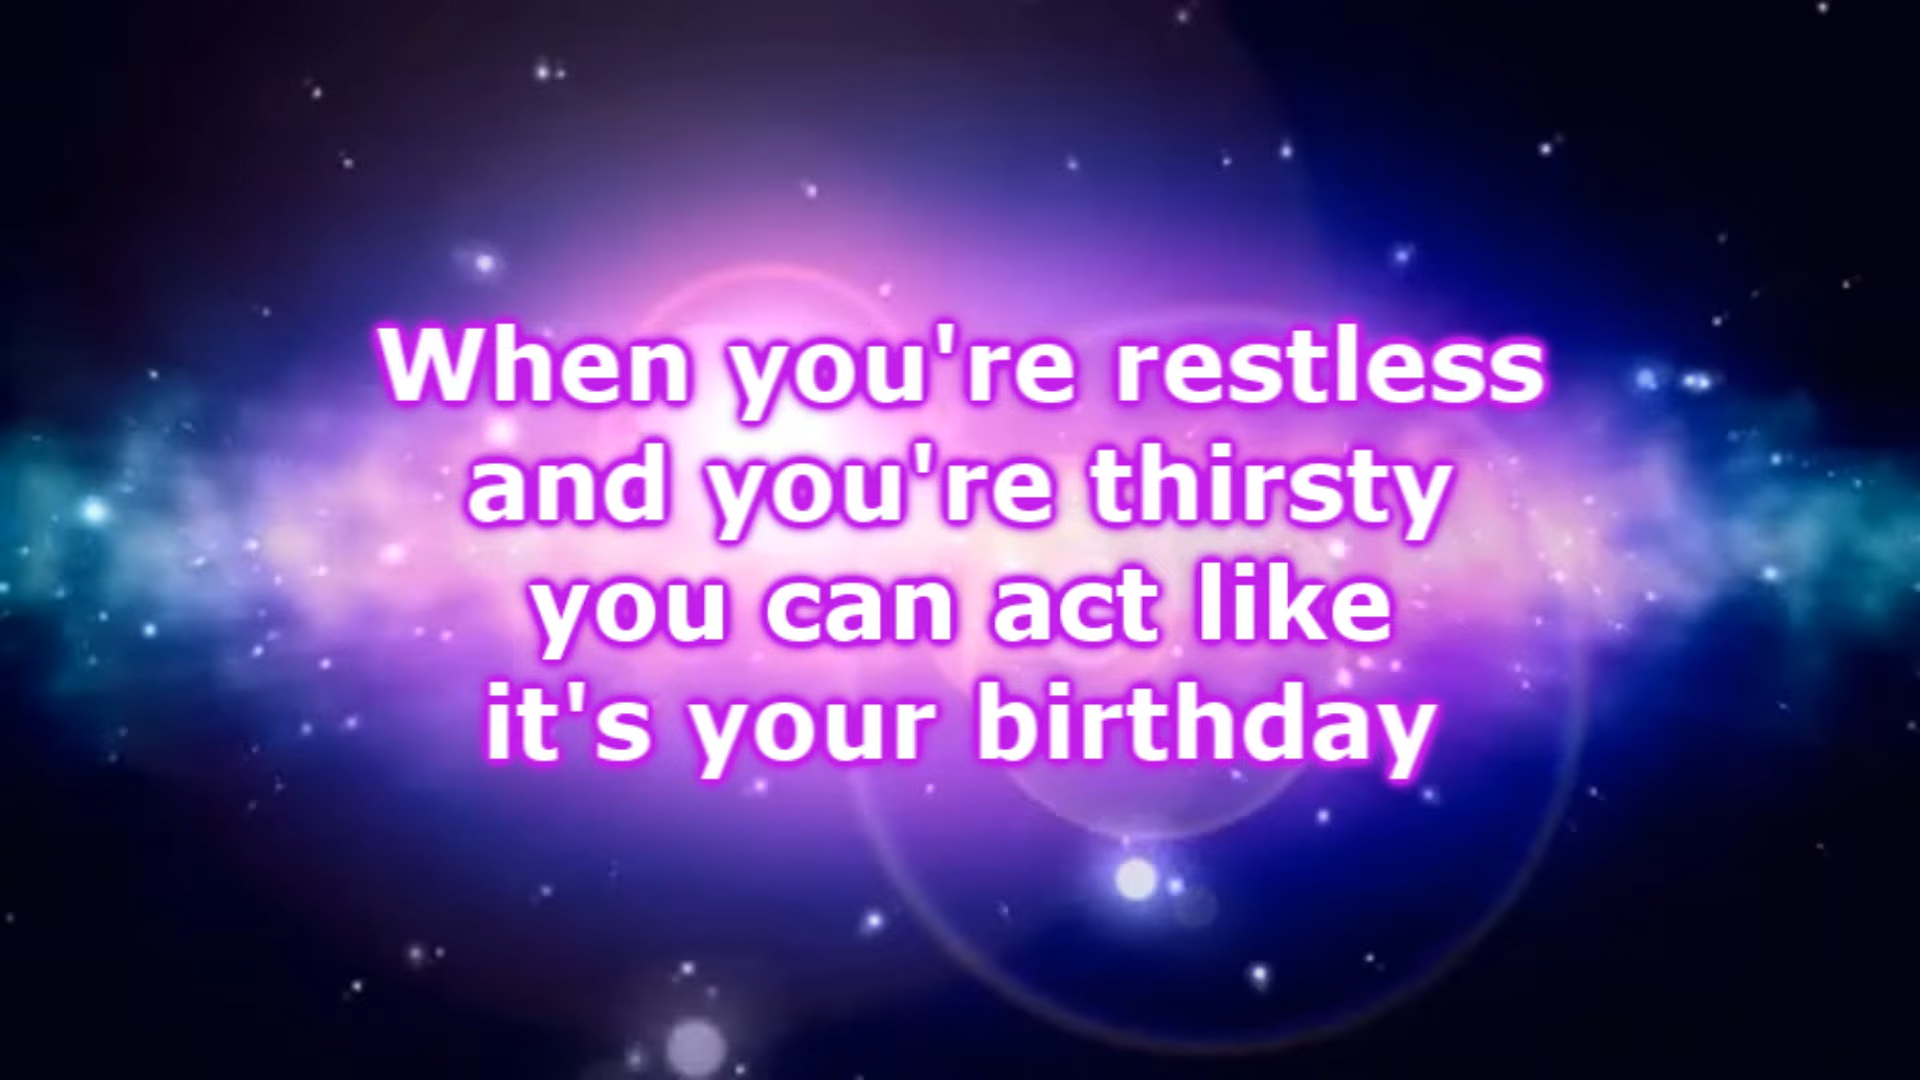 When you're restless
and you're thirsty
you can act like
it's your birthday